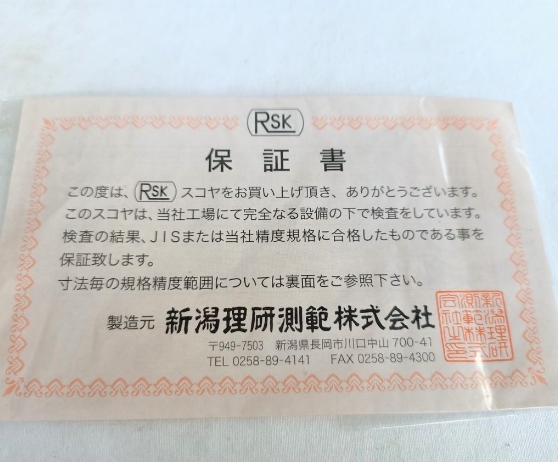 RSK
保証書
この度は、RSKスコヤをお買い上げ頂き、ありがとうございます。
このスコヤは、当社工場にて完全なる設備の下で検査をしています。
検査の結果、JISまたは当社精度規格に合格したものである事を
保証致します。
寸法毎の規格精度範囲については裏面をご参照下さい。
製造元 新潟理研測範株式会社
〒949-7503 新潟県長岡市川口中山700-41
TEL 0258-89-4141 FAX 0258-89-4300